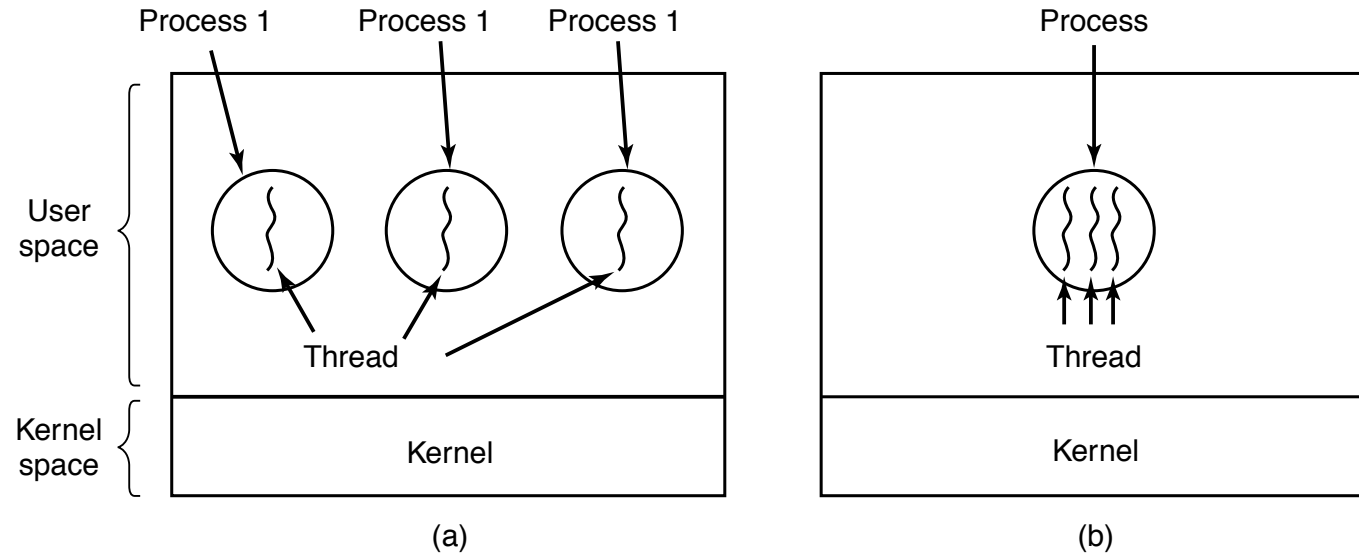 Process 1
Process 1
Process 1
Process
User
space
Thread
Thread
Kernel
space
Kernel
Kernel
(a)
(b)